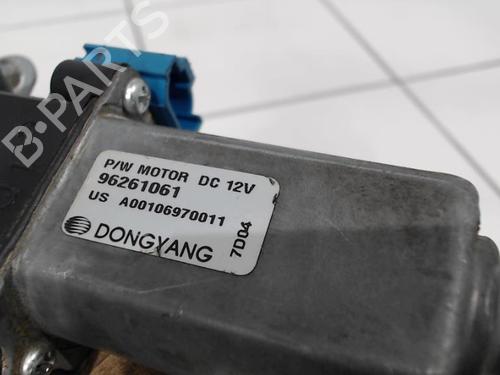 B-PARTS
P/W MOTOR DC 12V
96261061
US A00106970011
DONGYANG
7D04